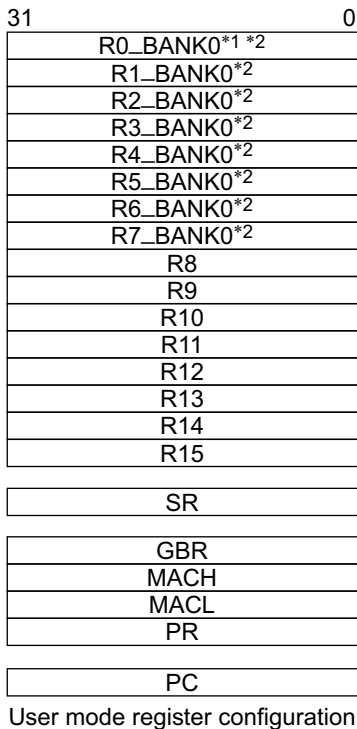 31 0
R0_BANK0*1 *2
R1_BANK0*2
R2_BANK0*2
R3_BANK0*2
R4_BANK0*2
R5_BANK0*2
R6_BANK0*2
R7_BANK0*2
R8
R9
R10
R11
R12
R13
R14
R15
SR
GBR
MACH
MACL
PR
PC
User mode register configuration